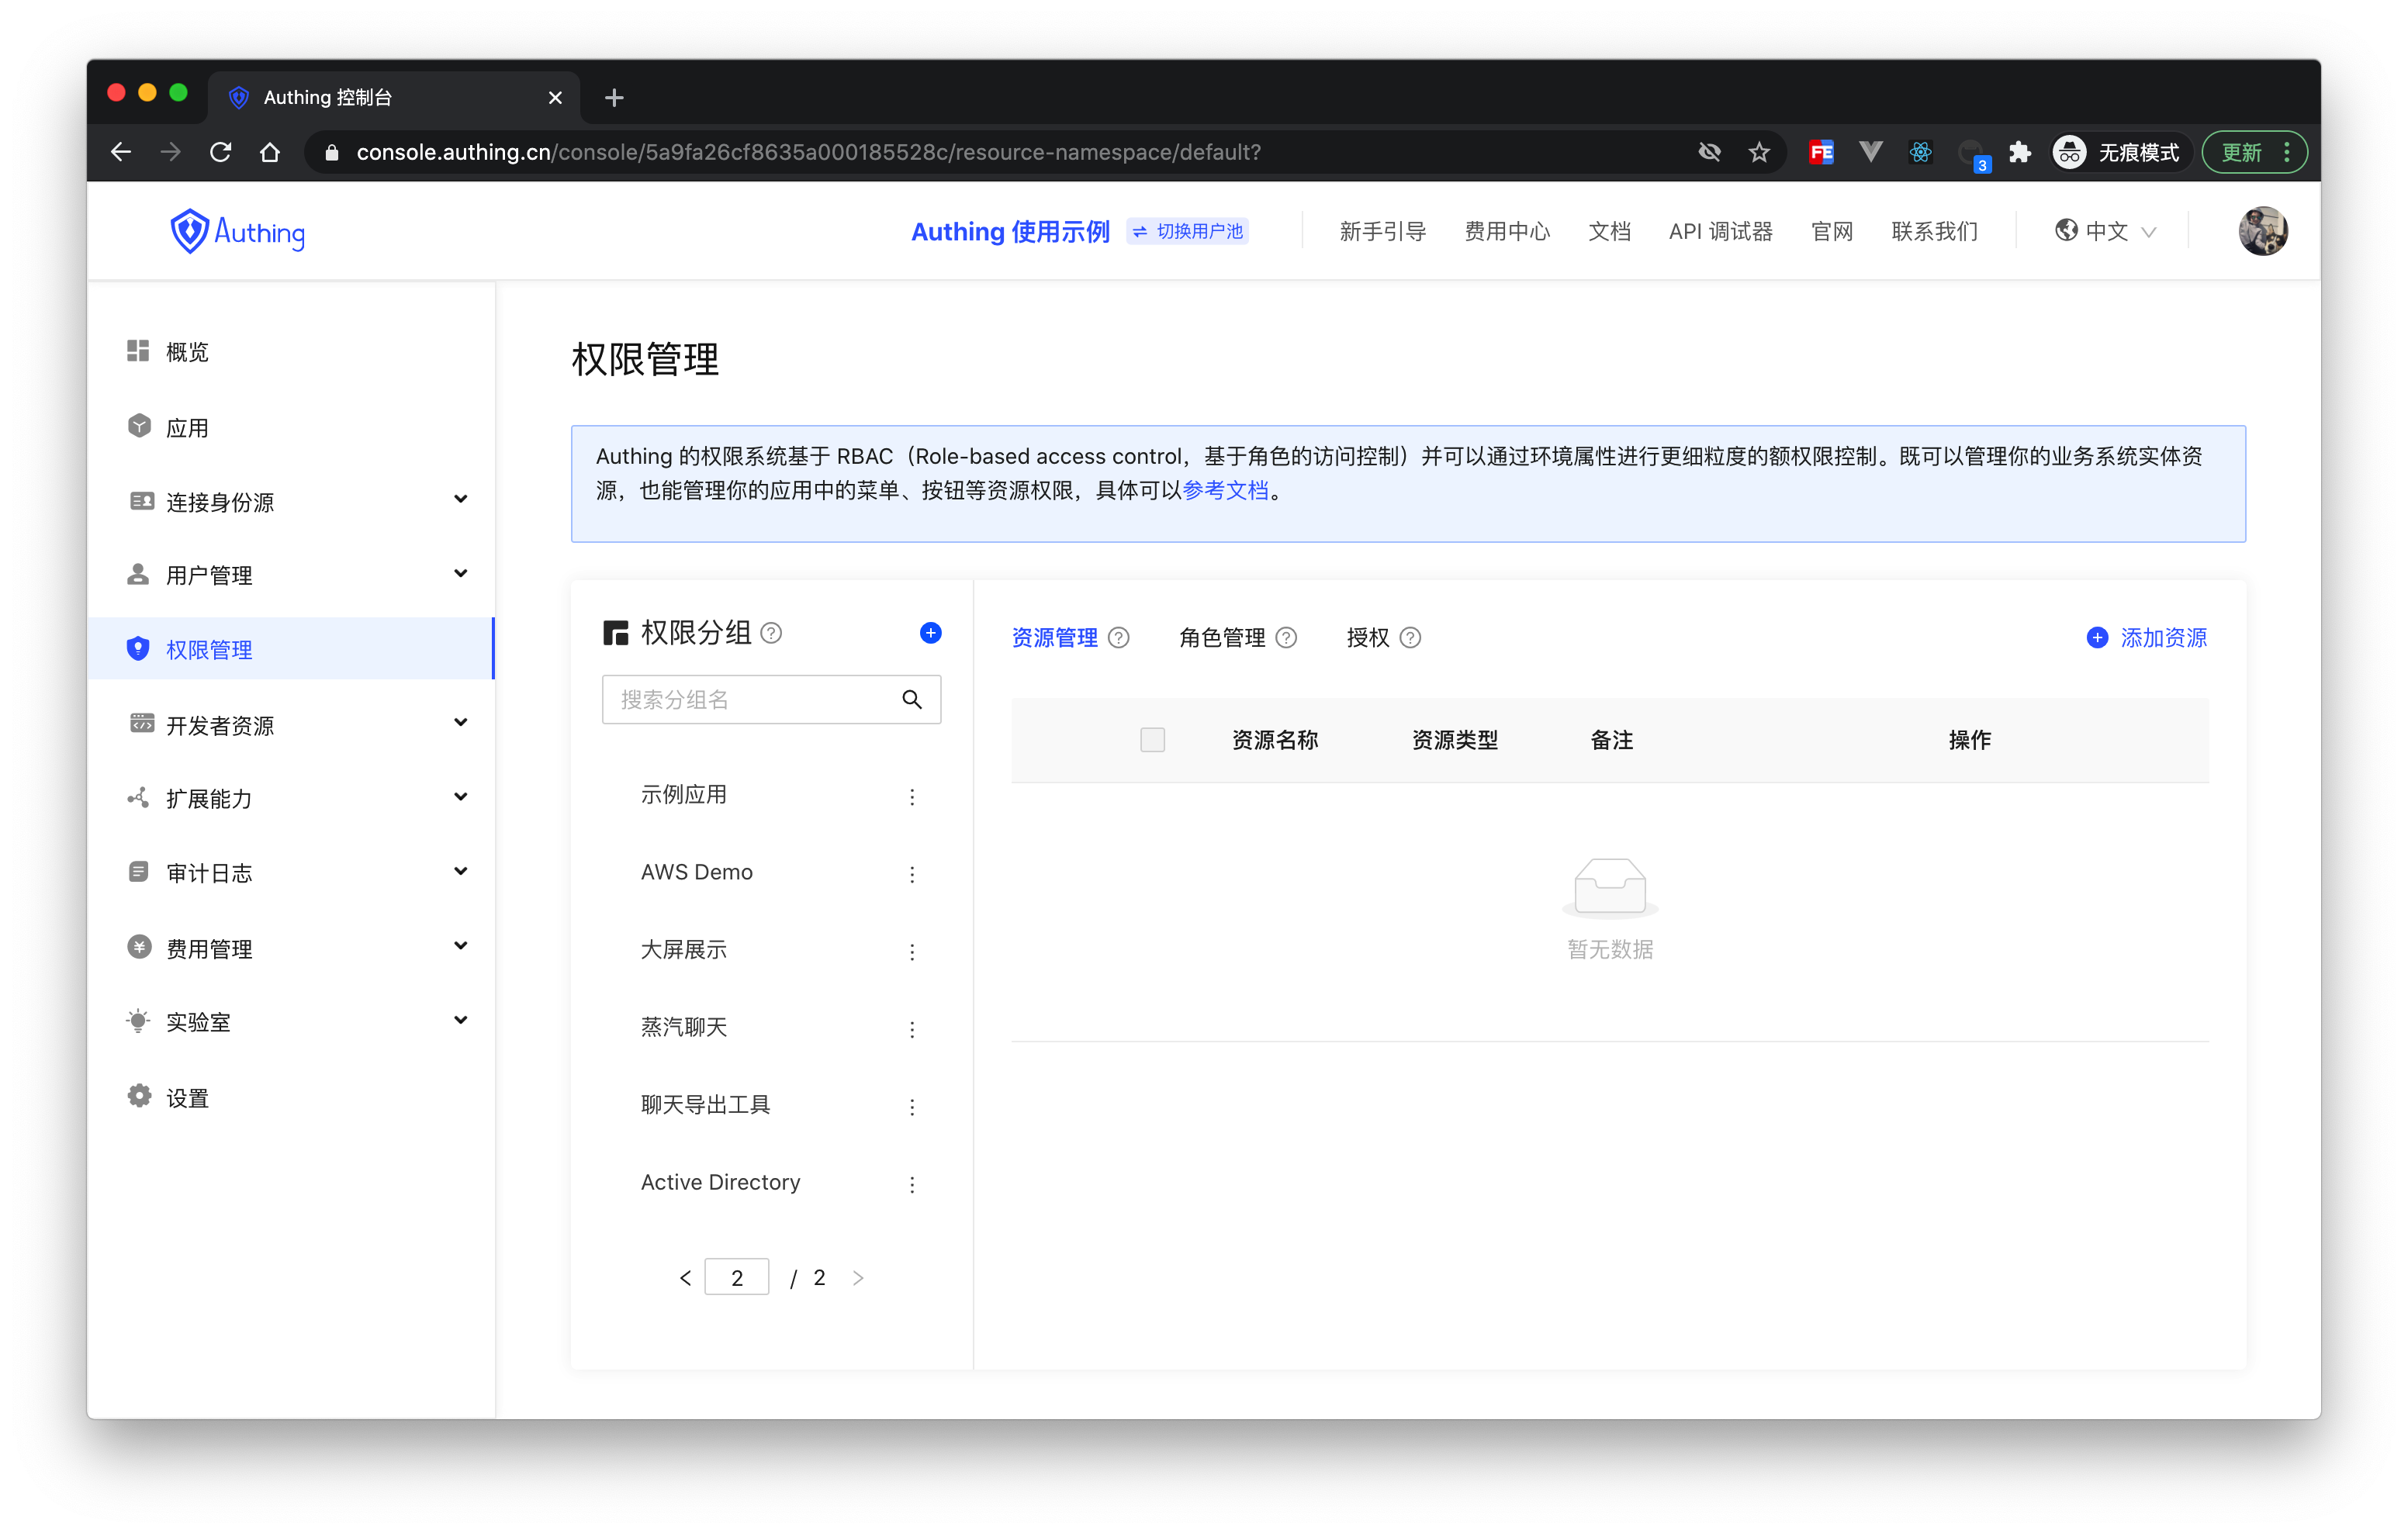 Authing 控制台
console.authing.cn/console/5a9fa26cf8635a000185528c/resource-namespace/default?
FE
3
无痕模式
更新
Authing
Authing 使用示例
切换用户池
新手引导
费用中心
文档
API 调试器
官网
联系我们
中文
概览
应用
连接身份源
用户管理
权限管理
开发者资源
扩展能力
审计日志
费用管理
实验室
设置
权限管理
Authing 的权限系统基于 RBAC（Role-based access control，基于角色的访问控制）并可以通过环境属性进行更细粒度的额权限控制。既可以管理你的业务系统实体资
源，也能管理你的应用中的菜单、按钮等资源权限，具体可以参考文档。
权限分组
搜索分组名
示例应用
AWS Demo
大屏展示
蒸汽聊天
聊天导出工具
Active Directory
2 / 2
资源管理
角色管理
授权
添加资源
资源名称
资源类型
备注
操作
暂无数据